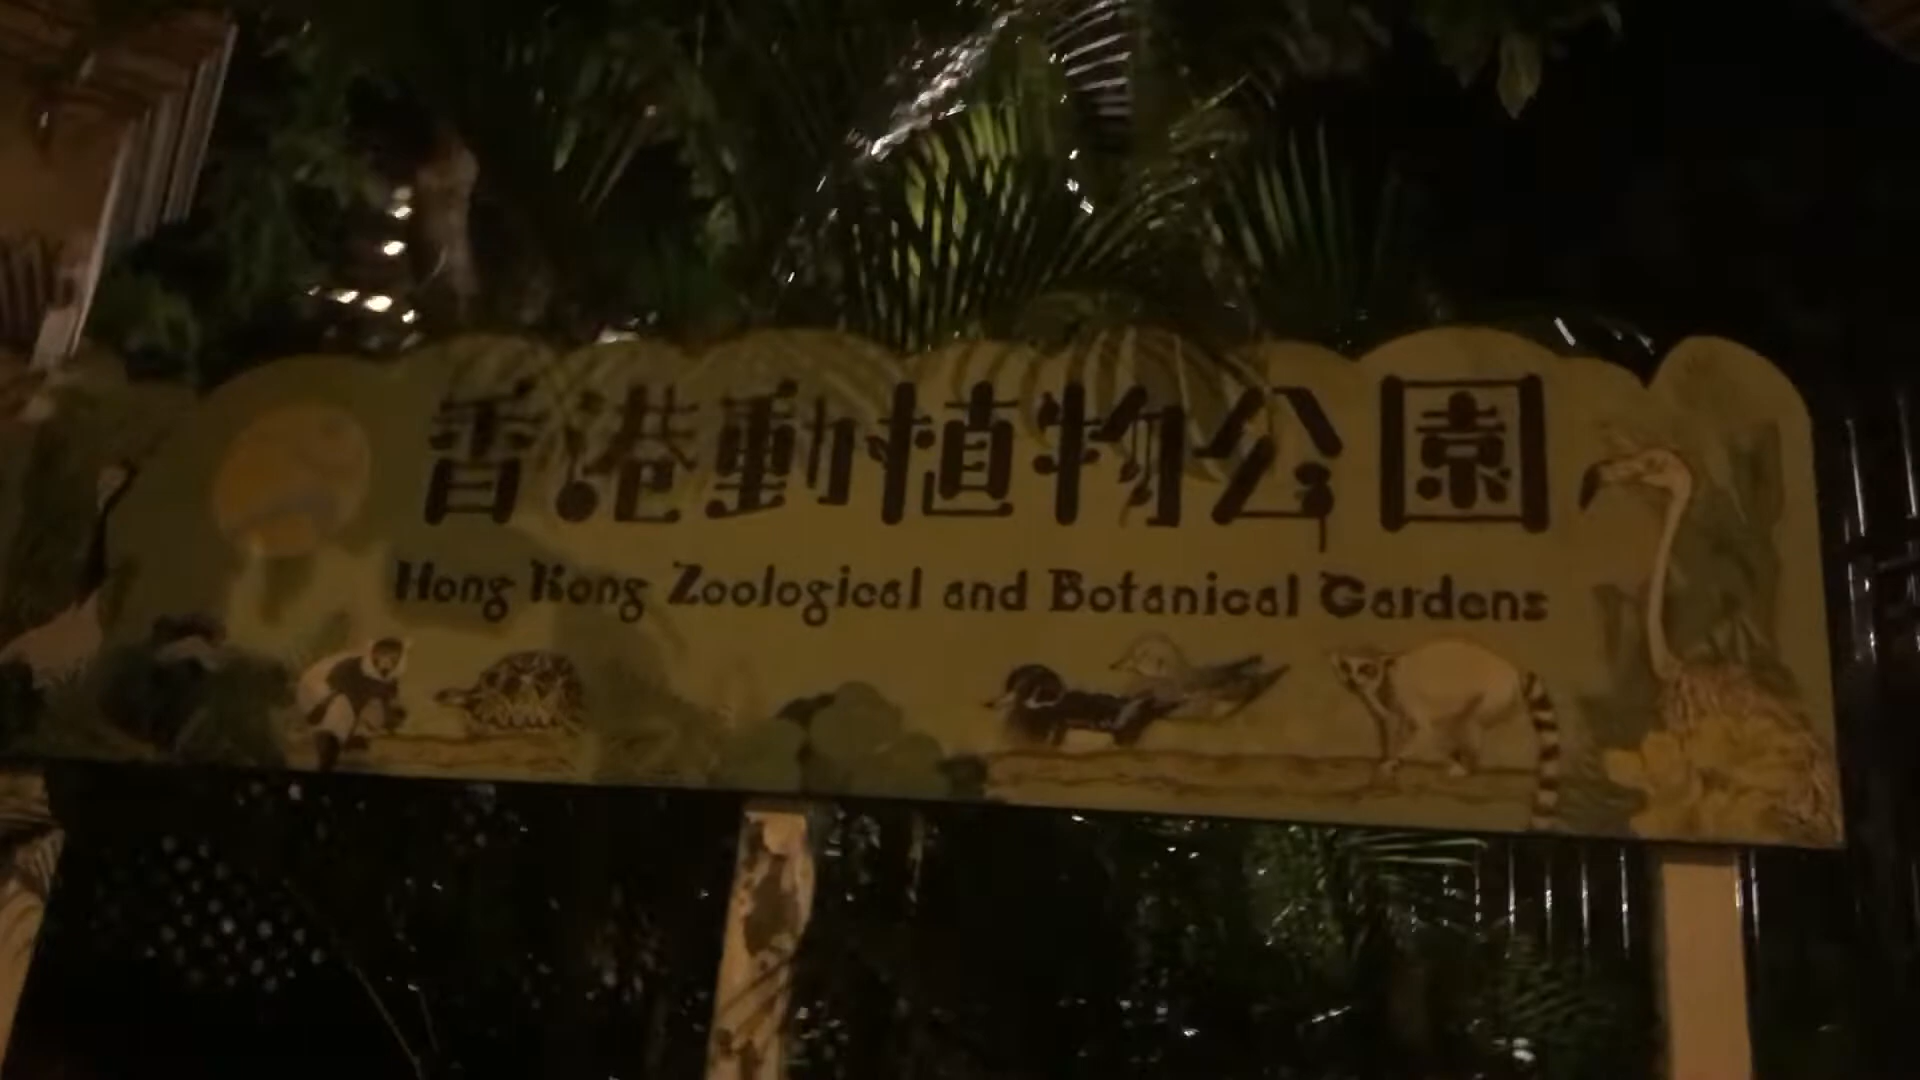 香港動植物公園
Hong Kong Zoological and Botanical Gardens